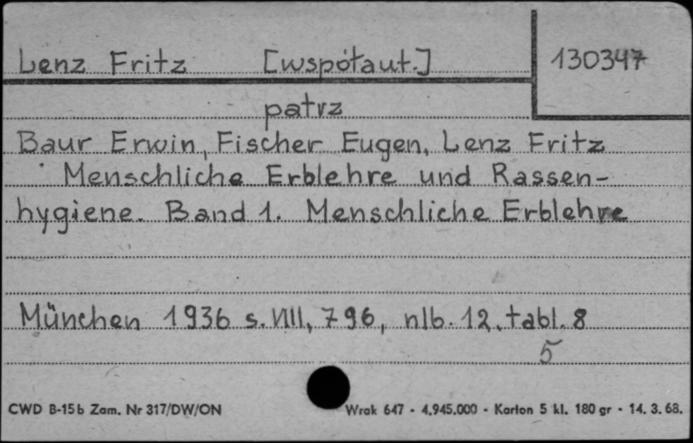 Lenz Fritz [współaut.] 130347
patrz
Baur Erwin, Fischer Eugen, Lenz Fritz
Menschliche Erblehre und Rassen-
hygiene. Band 1. Menschliche Erblehre
München 1936 s. VIII, 796, nlb. 12, tabl. 8
5
CWD B-15b Zam. Nr 317/DW/ON Wrak 647 - 4.945.000 - Karton 5 kl. 180 gr - 14. 3. 68.